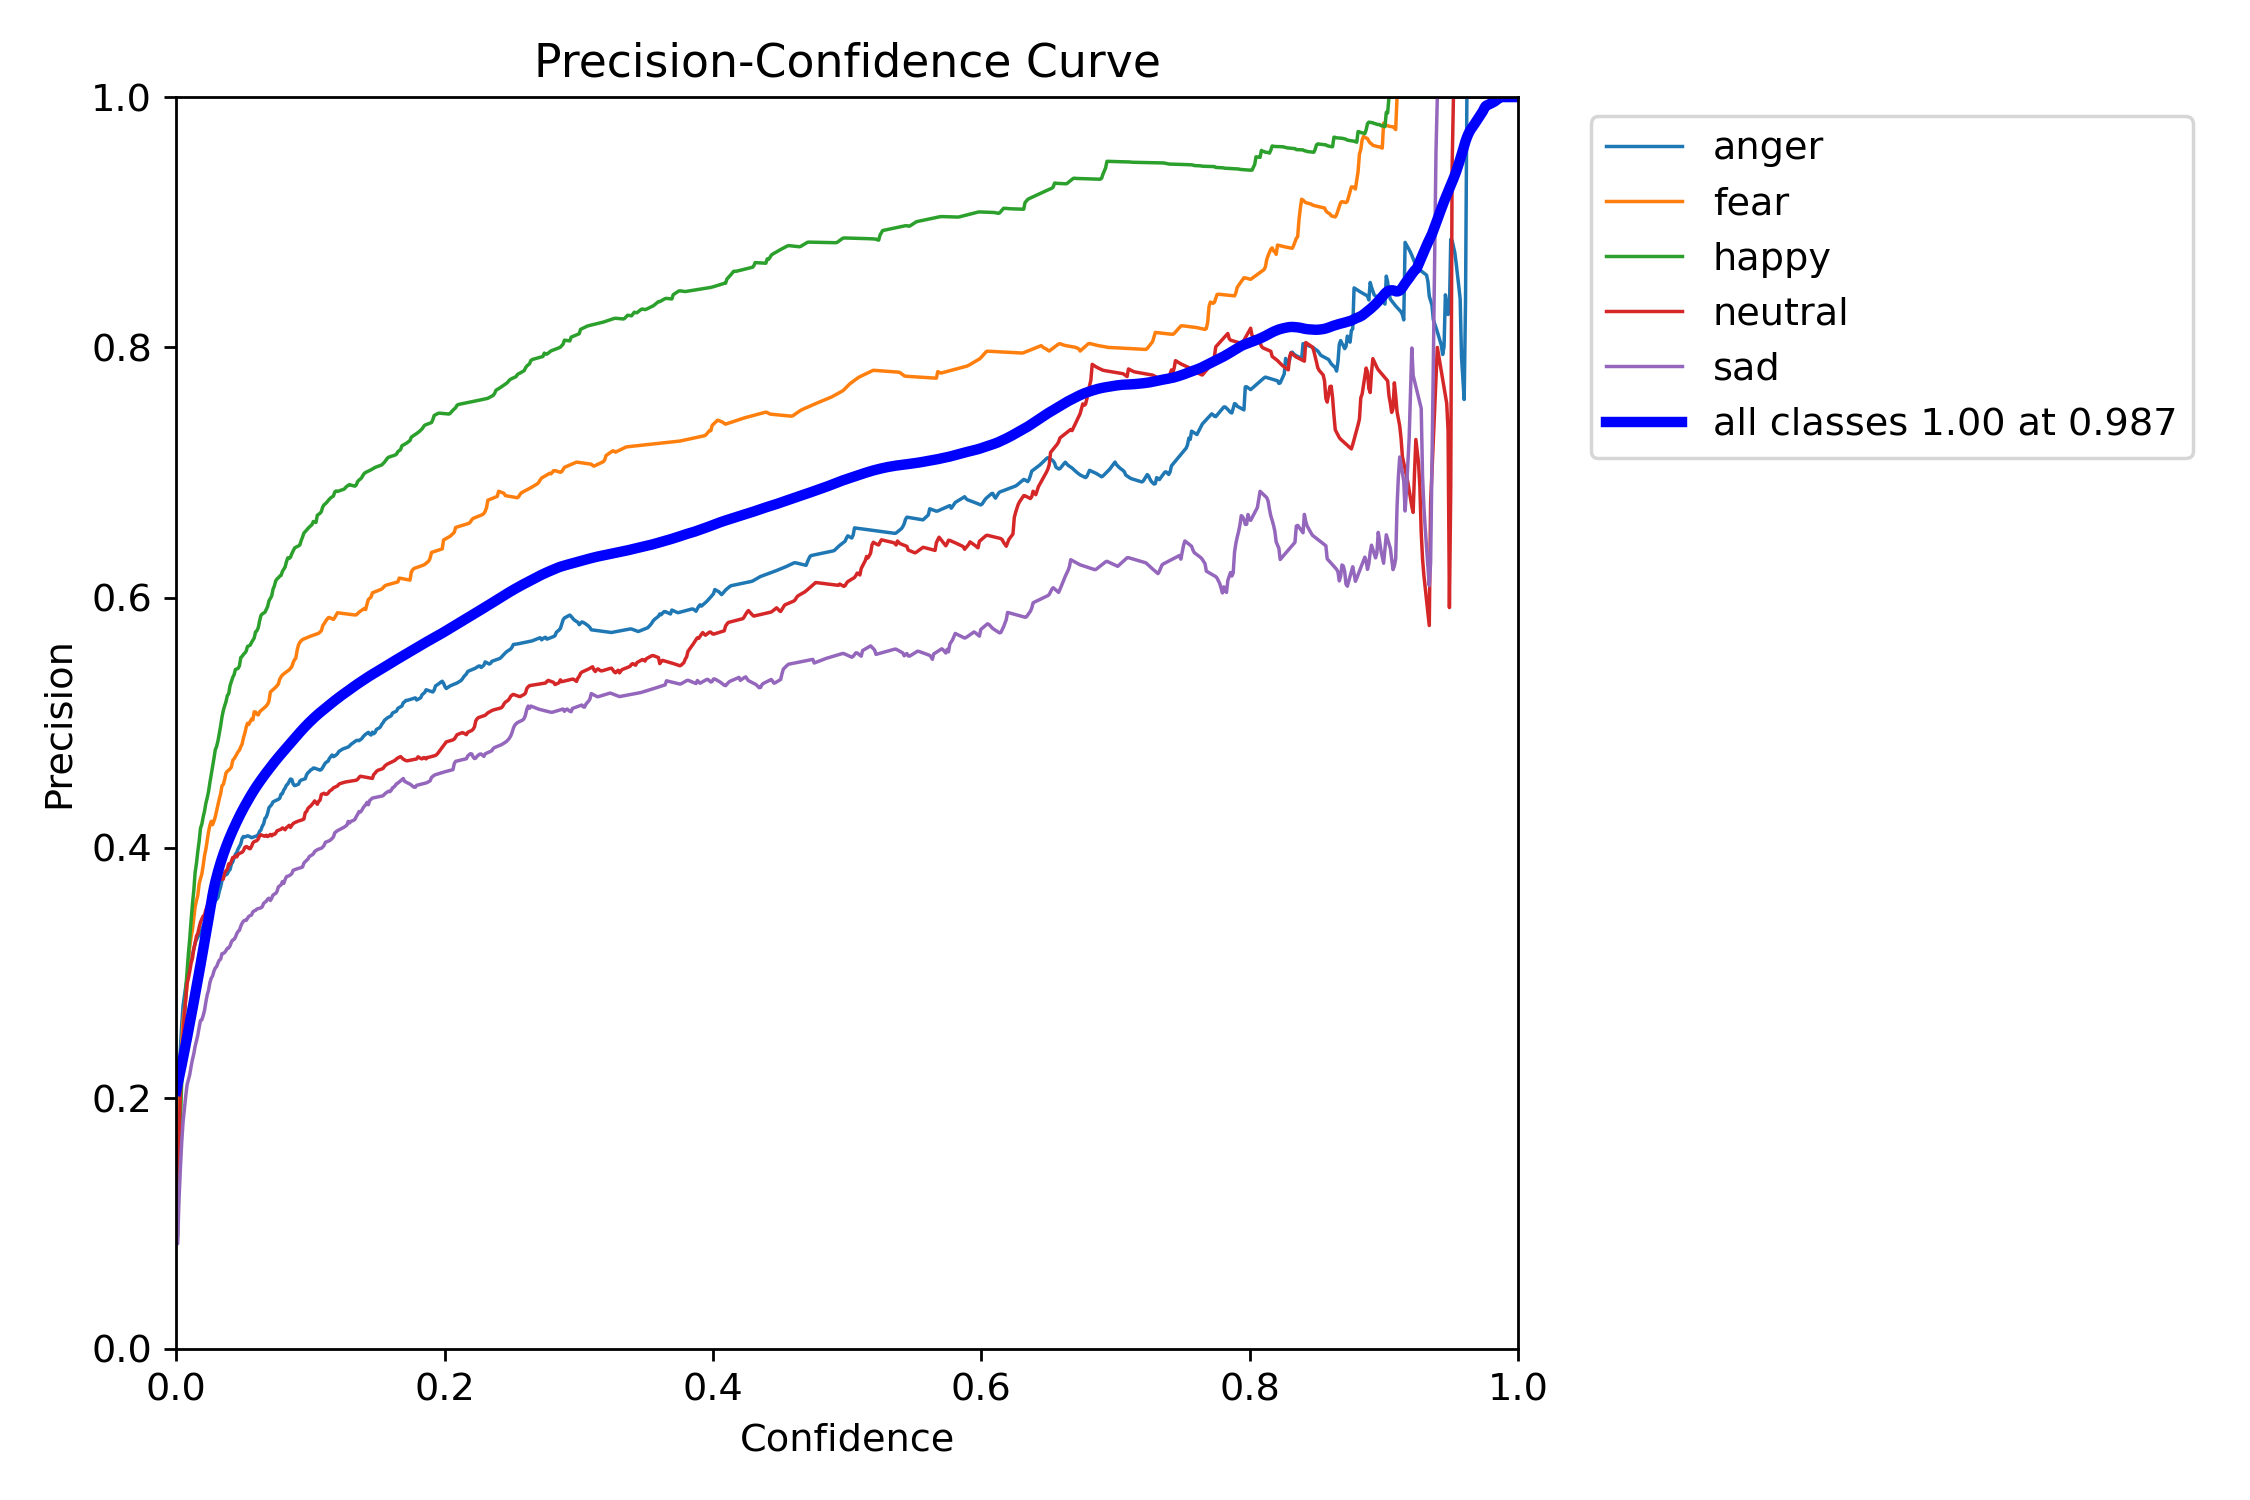 Precision-Confidence Curve
1.0
0.8
0.6
0.4
0.2
0.0
Precision
0.0 0.2 0.4 0.6 0.8 1.0
Confidence
anger
fear
happy
neutral
sad
all classes 1.00 at 0.987